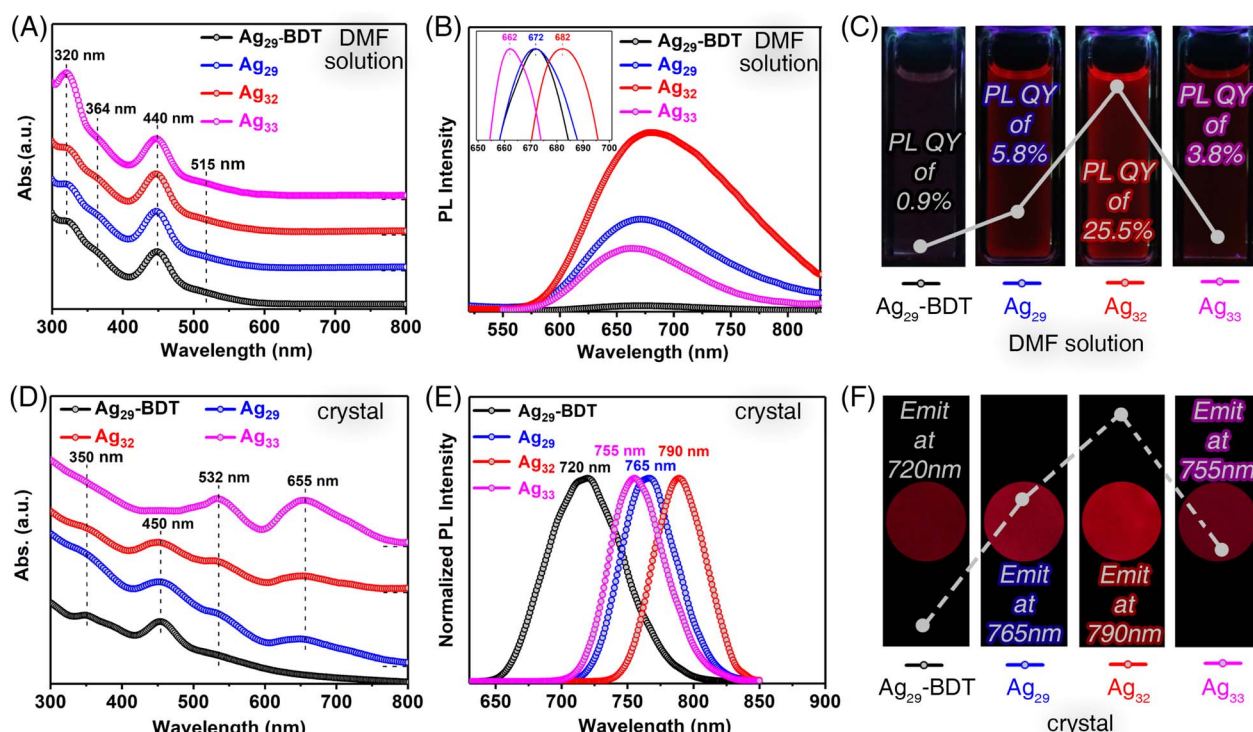 (A)
Ag29-BDT
Ag29
Ag32
Ag33
DMF
solution
320 nm
364 nm
440 nm
515 nm
Abs.(a.u.)
300 400 500 600 700 800
Wavelength (nm)
(B)
662 672 682
650 660 670 680 690 700
Ag29-BDT
Ag29
Ag32
Ag33
DMF
solution
PL Intensity
550 600 650 700 750 800
Wavelength (nm)
(C)
PL QY
of
0.9%
PL QY
of
5.8%
PL QY
of
25.5%
PL QY
of
3.8%
Ag29-BDT Ag29 Ag32 Ag33
DMF solution
(D)
Ag29-BDT Ag29
Ag32 Ag33
crystal
350 nm
450 nm
532 nm
655 nm
Abs. (a.u.)
300 400 500 600 700 800
Wavelength (nm)
(E)
Ag29-BDT
Ag29
Ag32
Ag33
crystal
720 nm
755 nm
765 nm
790 nm
Normalized PL Intensity
650 700 750 800 850 900
Wavelength (nm)
(F)
Emit
at
720nm
Emit
at
765nm
Emit
at
790nm
Emit
at
755nm
Ag29-BDT Ag29 Ag32 Ag33
crystal